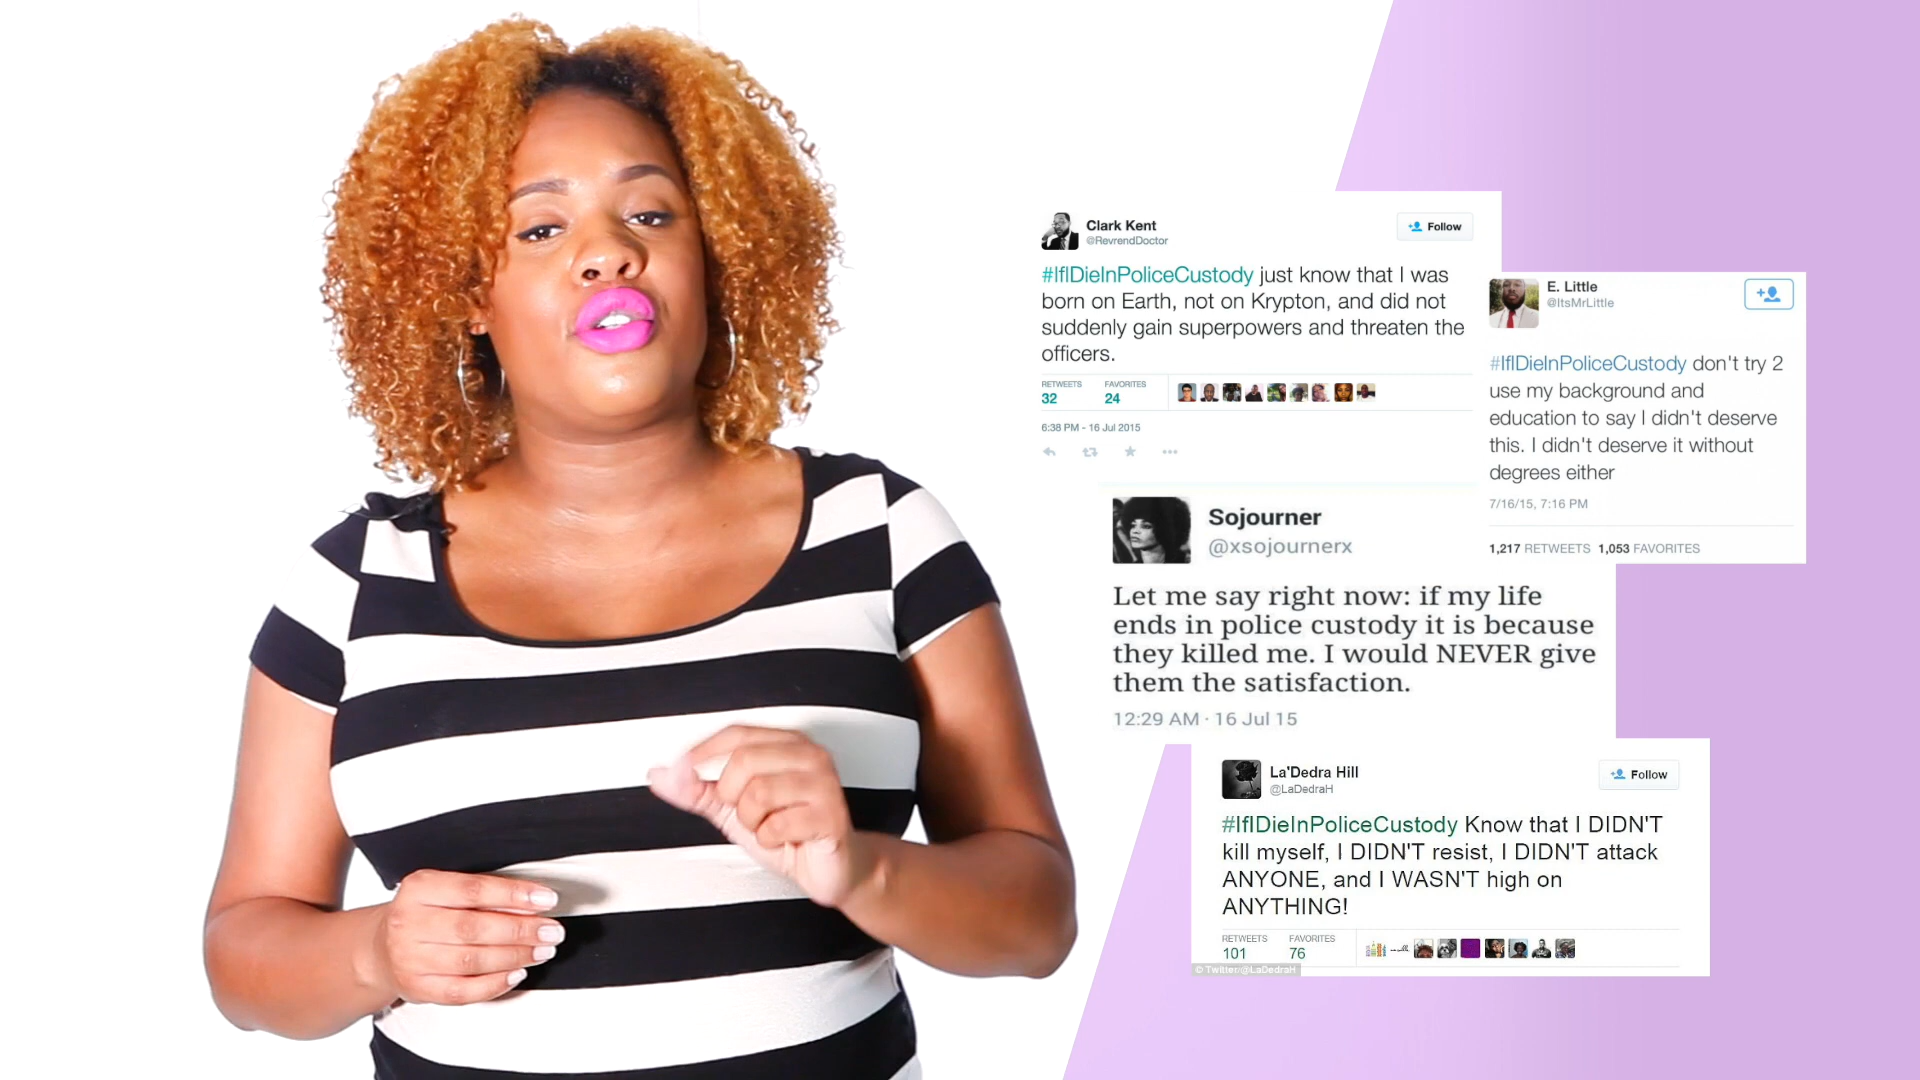 Clark Kent
@RevrendDoctor
Follow
#IfIDieInPoliceCustody just know that I was
born on Earth, not on Krypton, and did not
suddenly gain superpowers and threaten the
officers.
RETWEETS
32
FAVORITES
24
6:38 PM - 16 Jul 2015
E. Little
@ItsMrLittle
#IfIDieInPoliceCustody don't try 2
use my background and
education to say I didn't deserve
this. I didn't deserve it without
degrees either
7/16/15, 7:16 PM
1,217 RETWEETS 1,053 FAVORITES
Sojourner
@xsojournerx
Let me say right now: if my life
ends in police custody it is because
they killed me. I would NEVER give
them the satisfaction.
12:29 AM · 16 Jul 15
La'Dedra Hill
@LaDedraH
Follow
#IfIDieInPoliceCustody Know that I DIDN'T
kill myself, I DIDN'T resist, I DIDN'T attack
ANYONE, and I WASN'T high on
ANYTHING!
RETWEETS
101
FAVORITES
76
© Twitter/@LaDedraH